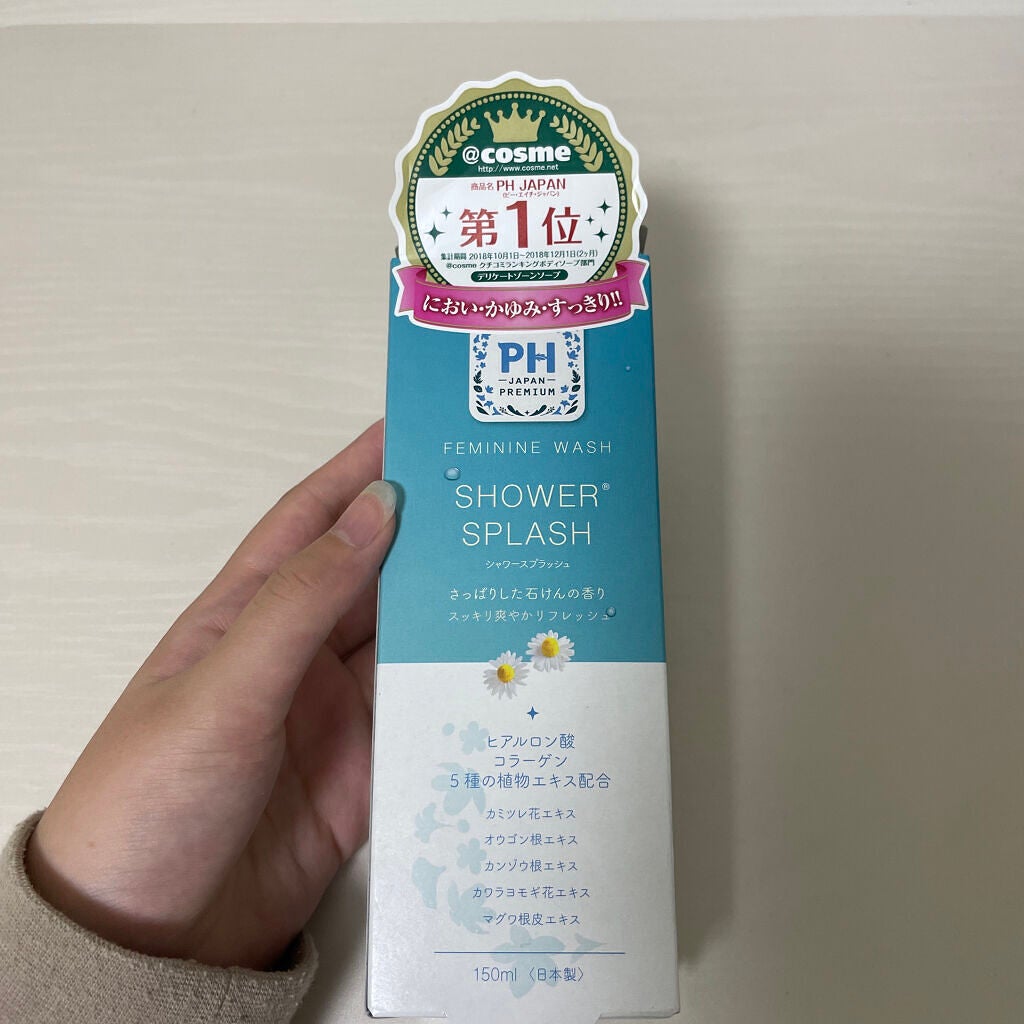 @cosme
http://www.cosme.net
商品名 PH JAPAN
(ピー・エイチ・ジャパン)
第1位
集計期間 2018年10月1日~2018年12月1日(2ヶ月)
@cosme クチコミランキングボディソープ部門
デリケートゾーンソープ
におい・かゆみ・すっきり!!
PH
JAPAN
PREMIUM
FEMININE WASH
SHOWER®
SPLASH
シャワースプラッシュ
さっぱりした石けんの香り
スッキリ爽やかリフレッシュ
ヒアルロン酸
コラーゲン
5種の植物エキス配合
カミツレ花エキス
オウゴン根エキス
カンゾウ根エキス
カワラヨモギ花エキス
マグワ根皮エキス
150ml 〈日本製〉